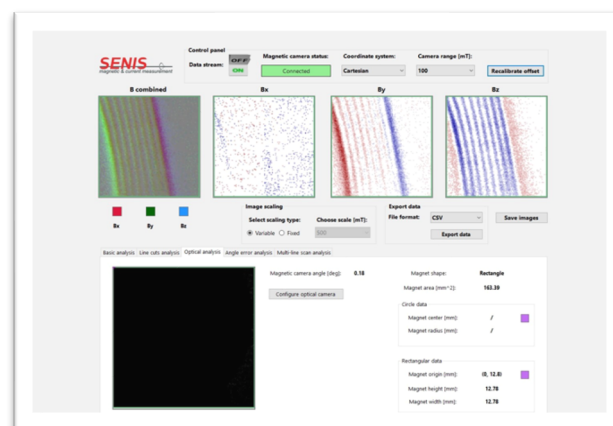 Control panel
SENIS
magnetic & current measurement
Data stream:
OFF
ON
Magnetic camera status:
Connected
Coordinate system:
Cartesian
Camera range [mT]:
100
Recalibrate offset
B combined
Bx
By
Bz
Bx
By
Bz
Image scaling
Select scaling type:
Variable
Fixed
Choose scale [mT]:
500
Export data
File format:
CSV
Export data
Save images
Basic analysis
Line cuts analysis
Optical analysis
Angle error analysis
Multi-line scan analysis
Magnetic camera angle (deg):
0.18
Configure optical camera
Magnet shape:
Rectangle
Magnet area (mm^2):
163.39
Circle data
Magnet center (mm):
/
Magnet radius (mm):
/
Rectangular data
Magnet origin (mm):
(0, 12.8)
Magnet height (mm):
12.78
Magnet width (mm):
12.78